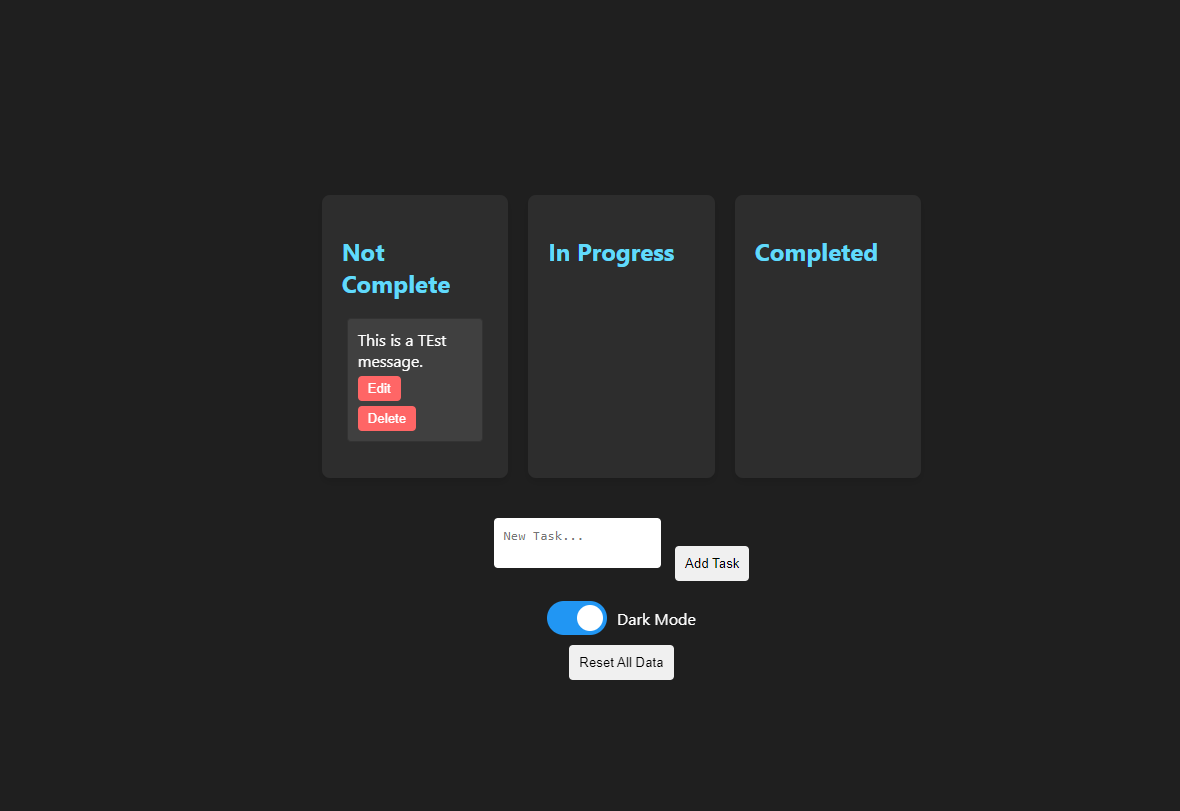 Not
Complete
This is a TEst
message.
Edit
Delete
In Progress
Completed
New Task...
Add Task
Dark Mode
Reset All Data